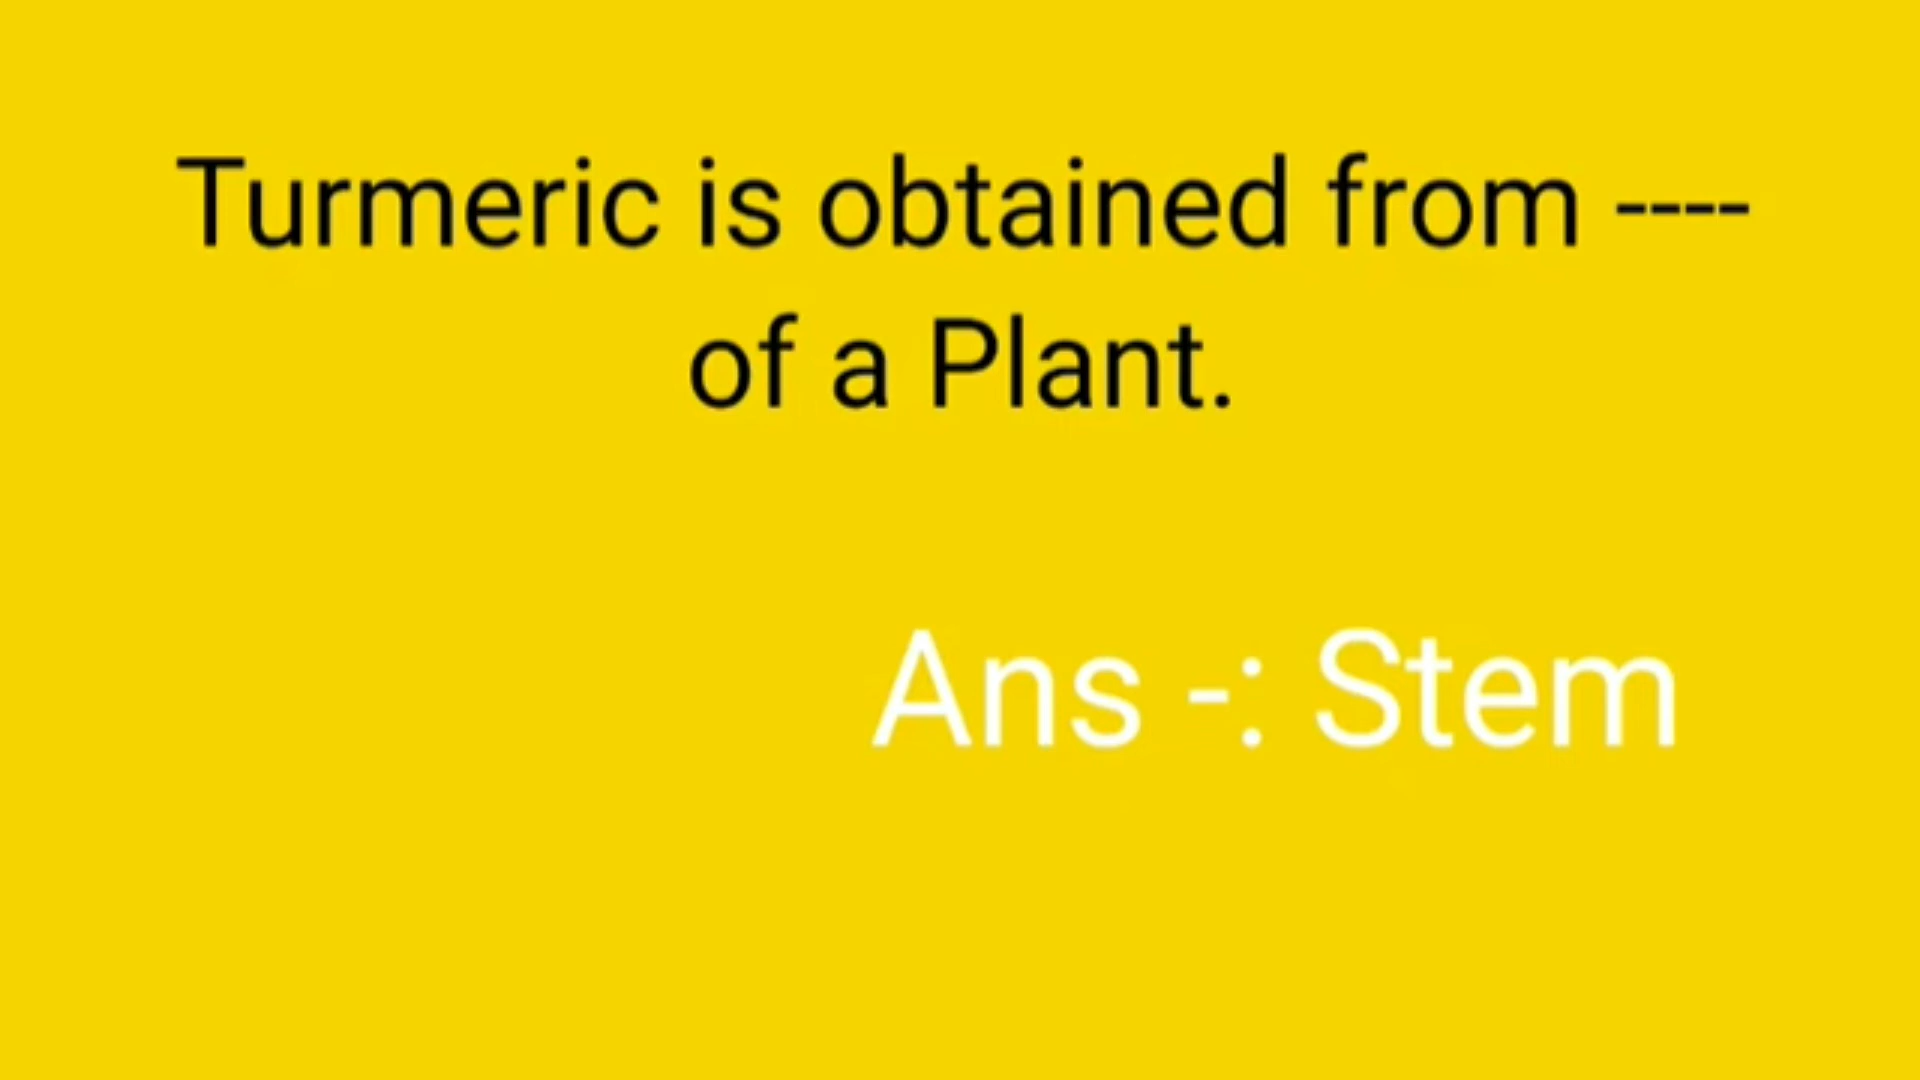 Turmeric is obtained from ----
of a Plant.
Ans -: Stem